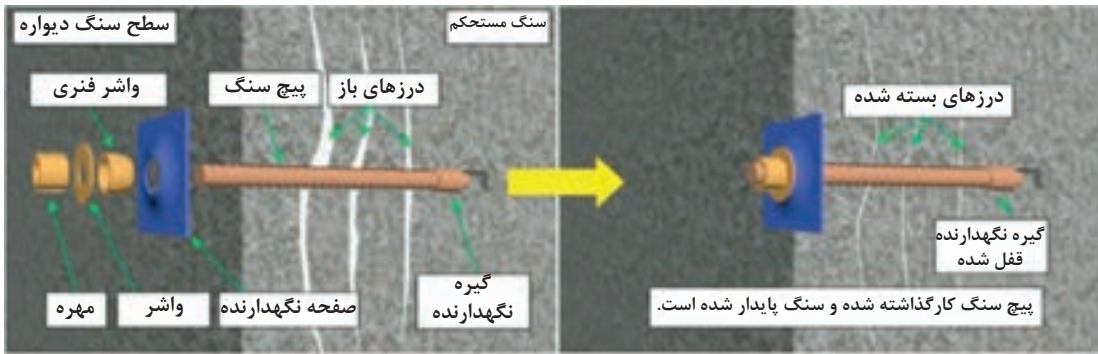 سطح سنگ دیواره
سنگ مستحکم
واشر فنری
پیچ سنگ
درزهای باز
مهره
واشر
صفحه نگهدارنده
گیره
نگهدارنده
درزهای بسته شده
گیره نگهدارنده
قفل شده
پیچ سنگ کارگذاشته شده و سنگ پایدار شده است.